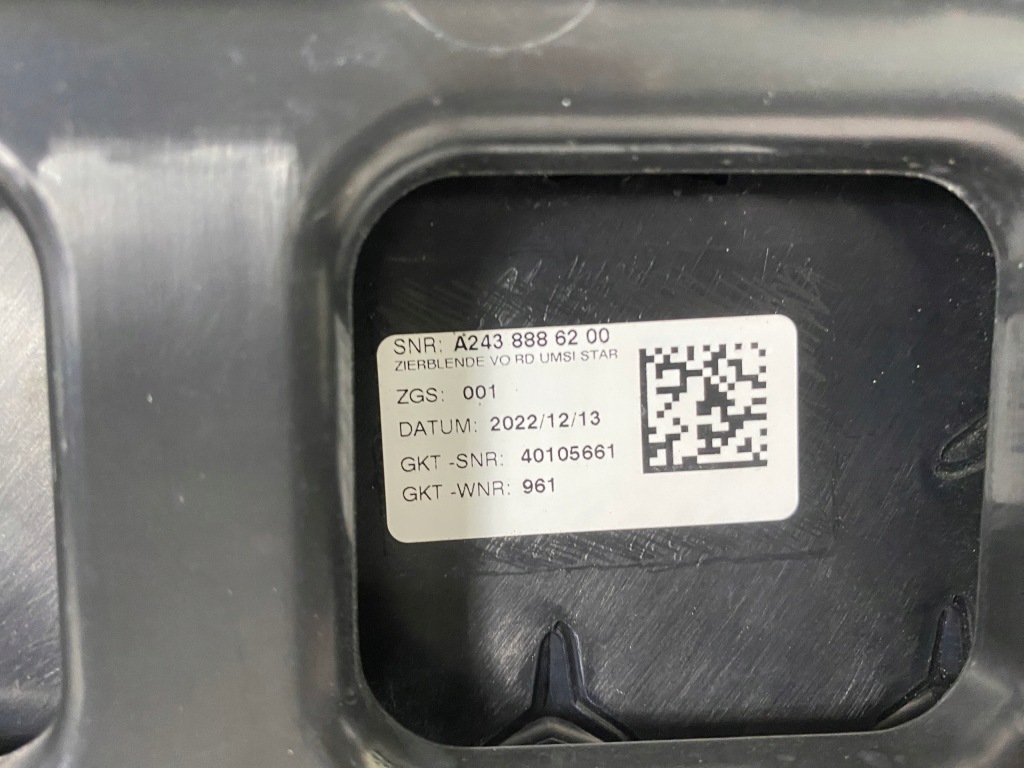 SNR: A243 888 62 00
ZIERBLENDE VO RD UMSI STAR
ZGS: 001
DATUM: 2022/12/13
GKT -SNR: 40105661
GKT -WNR: 961